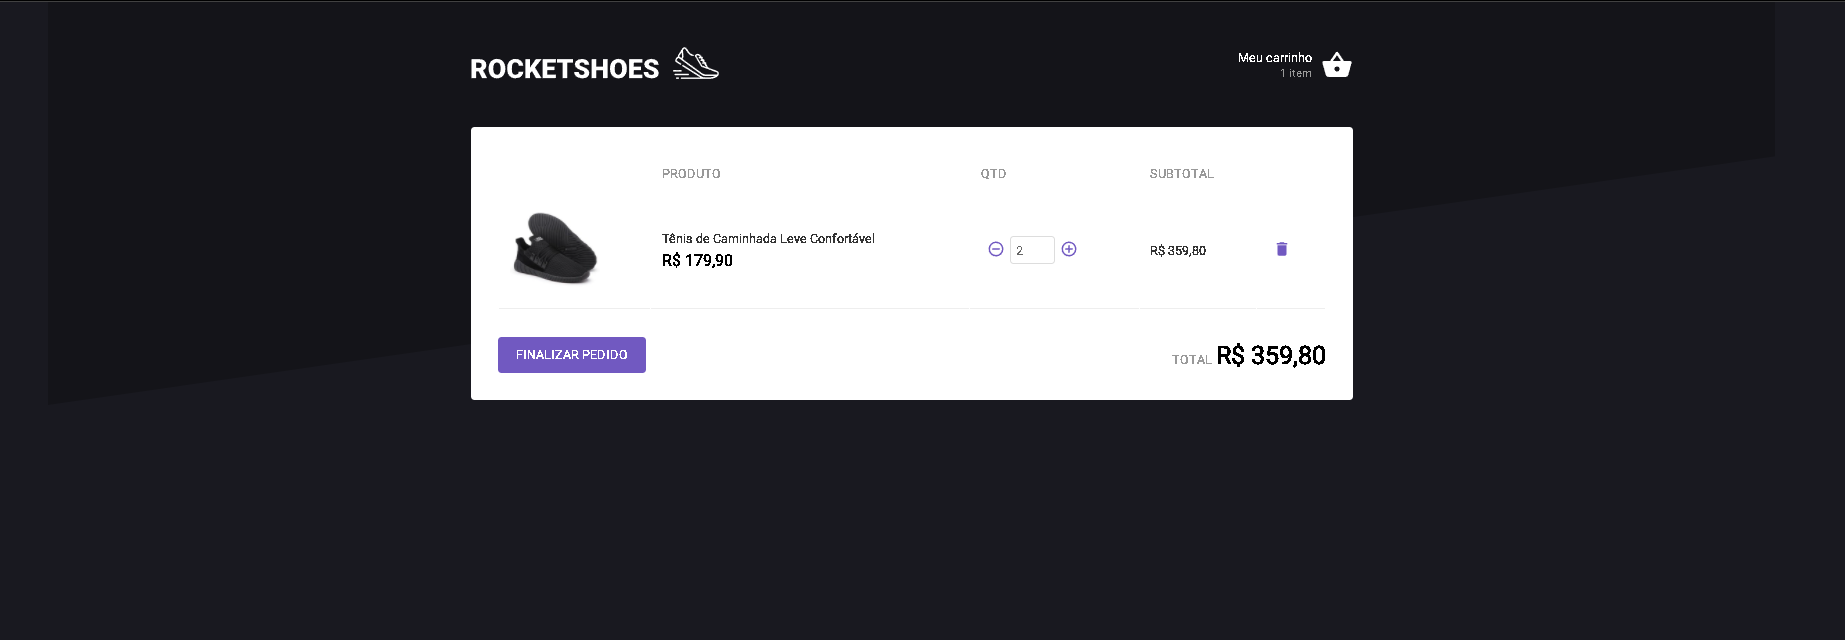 ROCKETSHOES
Meu carrinho
1 item
PRODUTO QTD SUBTOTAL
Tênis de Caminhada Leve Confortável
R$ 179,90
2
R$ 359,80
FINALIZAR PEDIDO
TOTAL R$ 359,80